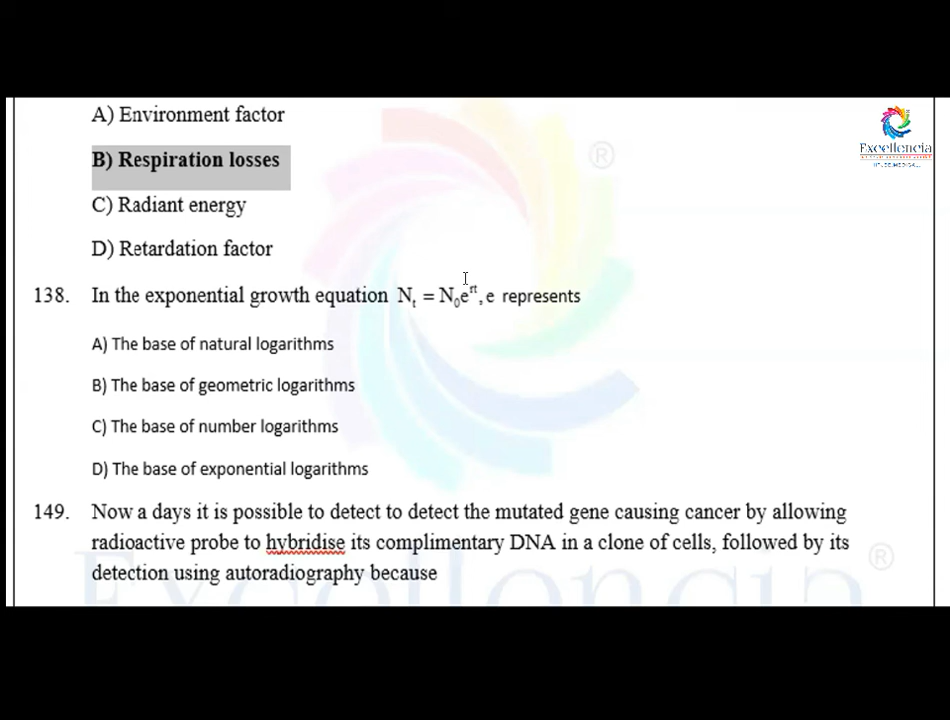 A) Environment factor
Excellencia
B) Respiration losses
®
C) Radiant energy
D) Retardation factor
138. In the exponential growth equation Nₜ = N₀eʳᵗ, e represents
A) The base of natural logarithms
B) The base of geometric logarithms
C) The base of number logarithms
D) The base of exponential logarithms
149. Now a days it is possible to detect to detect the mutated gene causing cancer by allowing
radioactive probe to hybridise its complimentary DNA in a clone of cells, followed by its
detection using autoradiography because
®
Excellencia